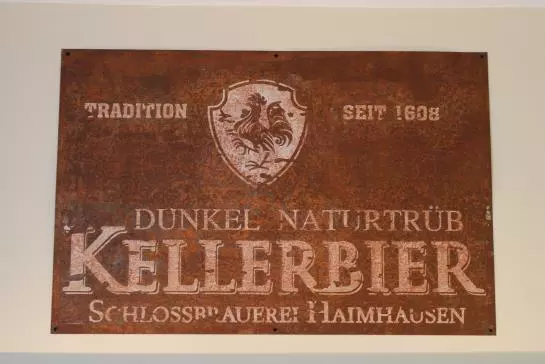 TRADITION SEIT 1608
DUNKEL NATURTRÜB
KELLERBIER
SCHLOSSBRAUEREI HAIMHAUSEN